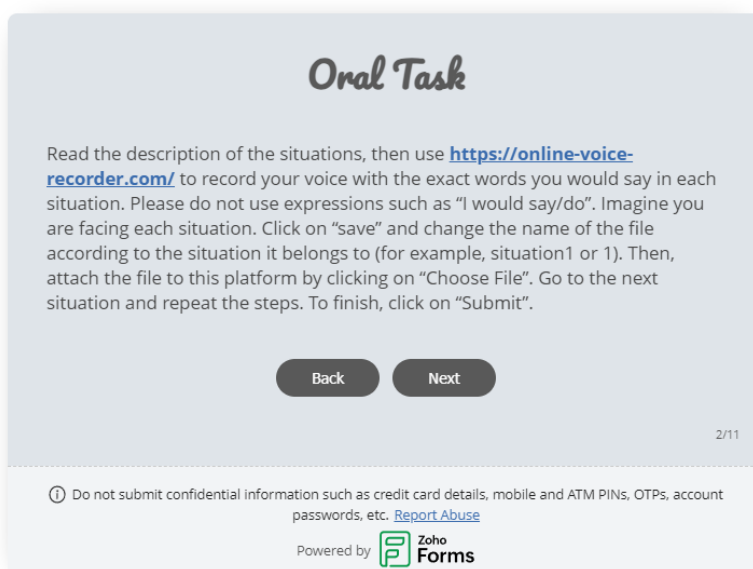 Oral Task
Read the description of the situations, then use https://online-voice-
recorder.com/ to record your voice with the exact words you would say in each
situation. Please do not use expressions such as “I would say/do”. Imagine you
are facing each situation. Click on “save” and change the name of the file
according to the situation it belongs to (for example, situation1 or 1). Then,
attach the file to this platform by clicking on “Choose File”. Go to the next
situation and repeat the steps. To finish, click on “Submit”.
Back Next
2/11
Do not submit confidential information such as credit card details, mobile and ATM PINs, OTPs, account
passwords, etc. Report Abuse
Powered by Zoho Forms